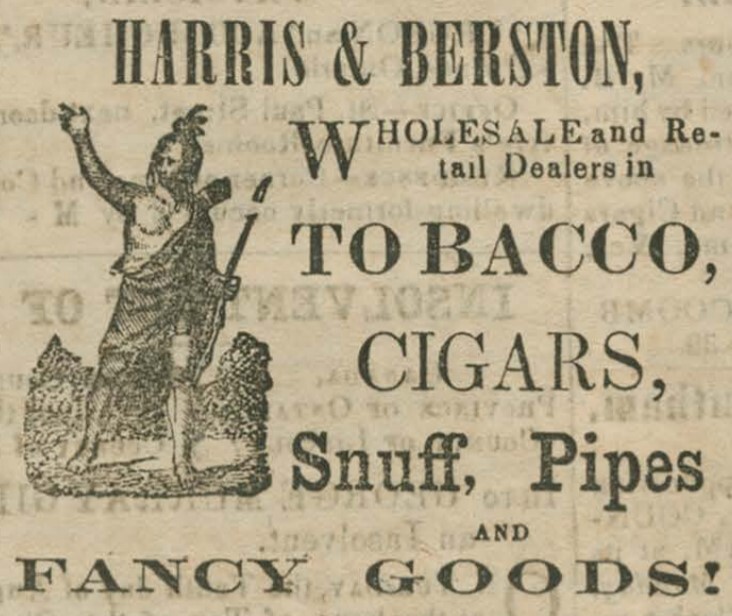 HARRIS & BERSTON,
WHOLESALE and Re-
tail Dealers in
TOBACCO,
CIGARS,
Snuff, Pipes
AND
FANCY GOODS!